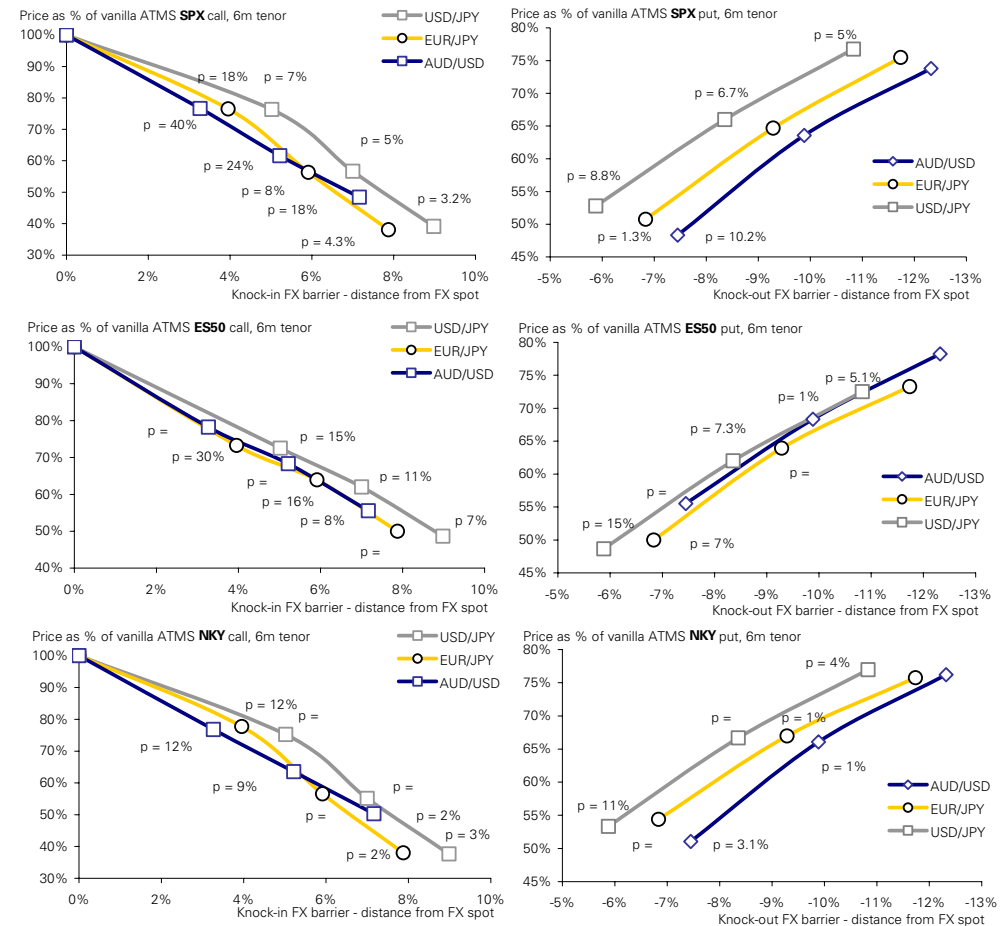 Price as % of vanilla ATMS SPX call, 6m tenor
USD/JPY
EUR/JPY
AUD/USD
100%
90%
80%
70%
60%
50%
40%
30%
p = 18%
p = 7%
p = 40%
p = 5%
p = 24%
p = 8%
p = 18%
p = 3.2%
p = 4.3%
0%
2%
4%
6%
8%
10%
Knock-in FX barrier - distance from FX spot
Price as % of vanilla ATMS SPX put, 6m tenor
80%
75%
70%
65%
60%
55%
50%
45%
p = 5%
p = 6.7%
p = 8.8%
p = 1.3%
p = 10.2%
AUD/USD
EUR/JPY
USD/JPY
-5%
-6%
-7%
-8%
-9%
-10%
-11%
-12%
-13%
Knock-out FX barrier - distance from FX spot
Price as % of vanilla ATMS ES50 call, 6m tenor
USD/JPY
EUR/JPY
AUD/USD
100%
90%
80%
70%
60%
50%
40%
p =
p = 15%
p = 30%
p = 11%
p =
p = 16%
p = 8%
p 7%
p =
0%
2%
4%
6%
8%
10%
Knock-in FX barrier - distance from FX spot
Price as % of vanilla ATMS ES50 put, 6m tenor
80%
75%
70%
65%
60%
55%
50%
45%
p = 5.1%
p= 1%
p = 7.3%
p =
p =
p = 15%
p = 7%
AUD/USD
EUR/JPY
USD/JPY
-5%
-6%
-7%
-8%
-9%
-10%
-11%
-12%
-13%
Knock-out FX barrier - distance from FX spot
Price as % of vanilla ATMS NKY call, 6m tenor
USD/JPY
EUR/JPY
AUD/USD
100%
90%
80%
70%
60%
50%
40%
30%
p = 12%
p =
p = 12%
p = 9%
p =
p =
p = 2%
p = 3%
p = 2%
0%
2%
4%
6%
8%
10%
Knock-in FX barrier - distance from FX spot
Price as % of vanilla ATMS NKY put, 6m tenor
80%
75%
70%
65%
60%
55%
50%
45%
p = 4%
p =
p = 1%
p = 1%
p = 11%
p =
p = 3.1%
AUD/USD
EUR/JPY
USD/JPY
-5%
-6%
-7%
-8%
-9%
-10%
-11%
-12%
-13%
Knock-out FX barrier - distance from FX spot